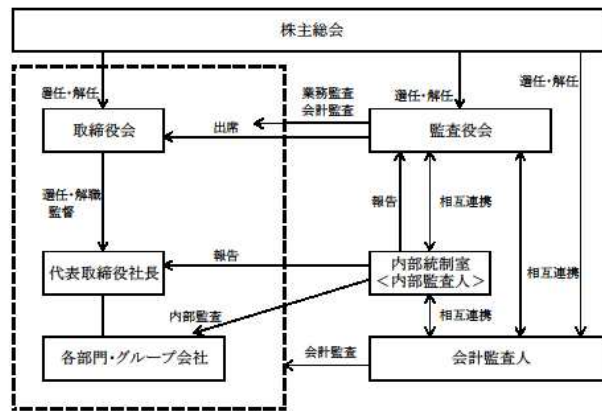 株主総会
選任・解任
選任・解任
選任・解任
業務監査
会計監査
取締役会
出席
監査役会
選任・解職
監督
報告
相互連携
代表取締役社長
報告
内部統制室
<内部監査人>
相互連携
内部監査
相互連携
各部門・グループ会社
会計監査
会計監査人